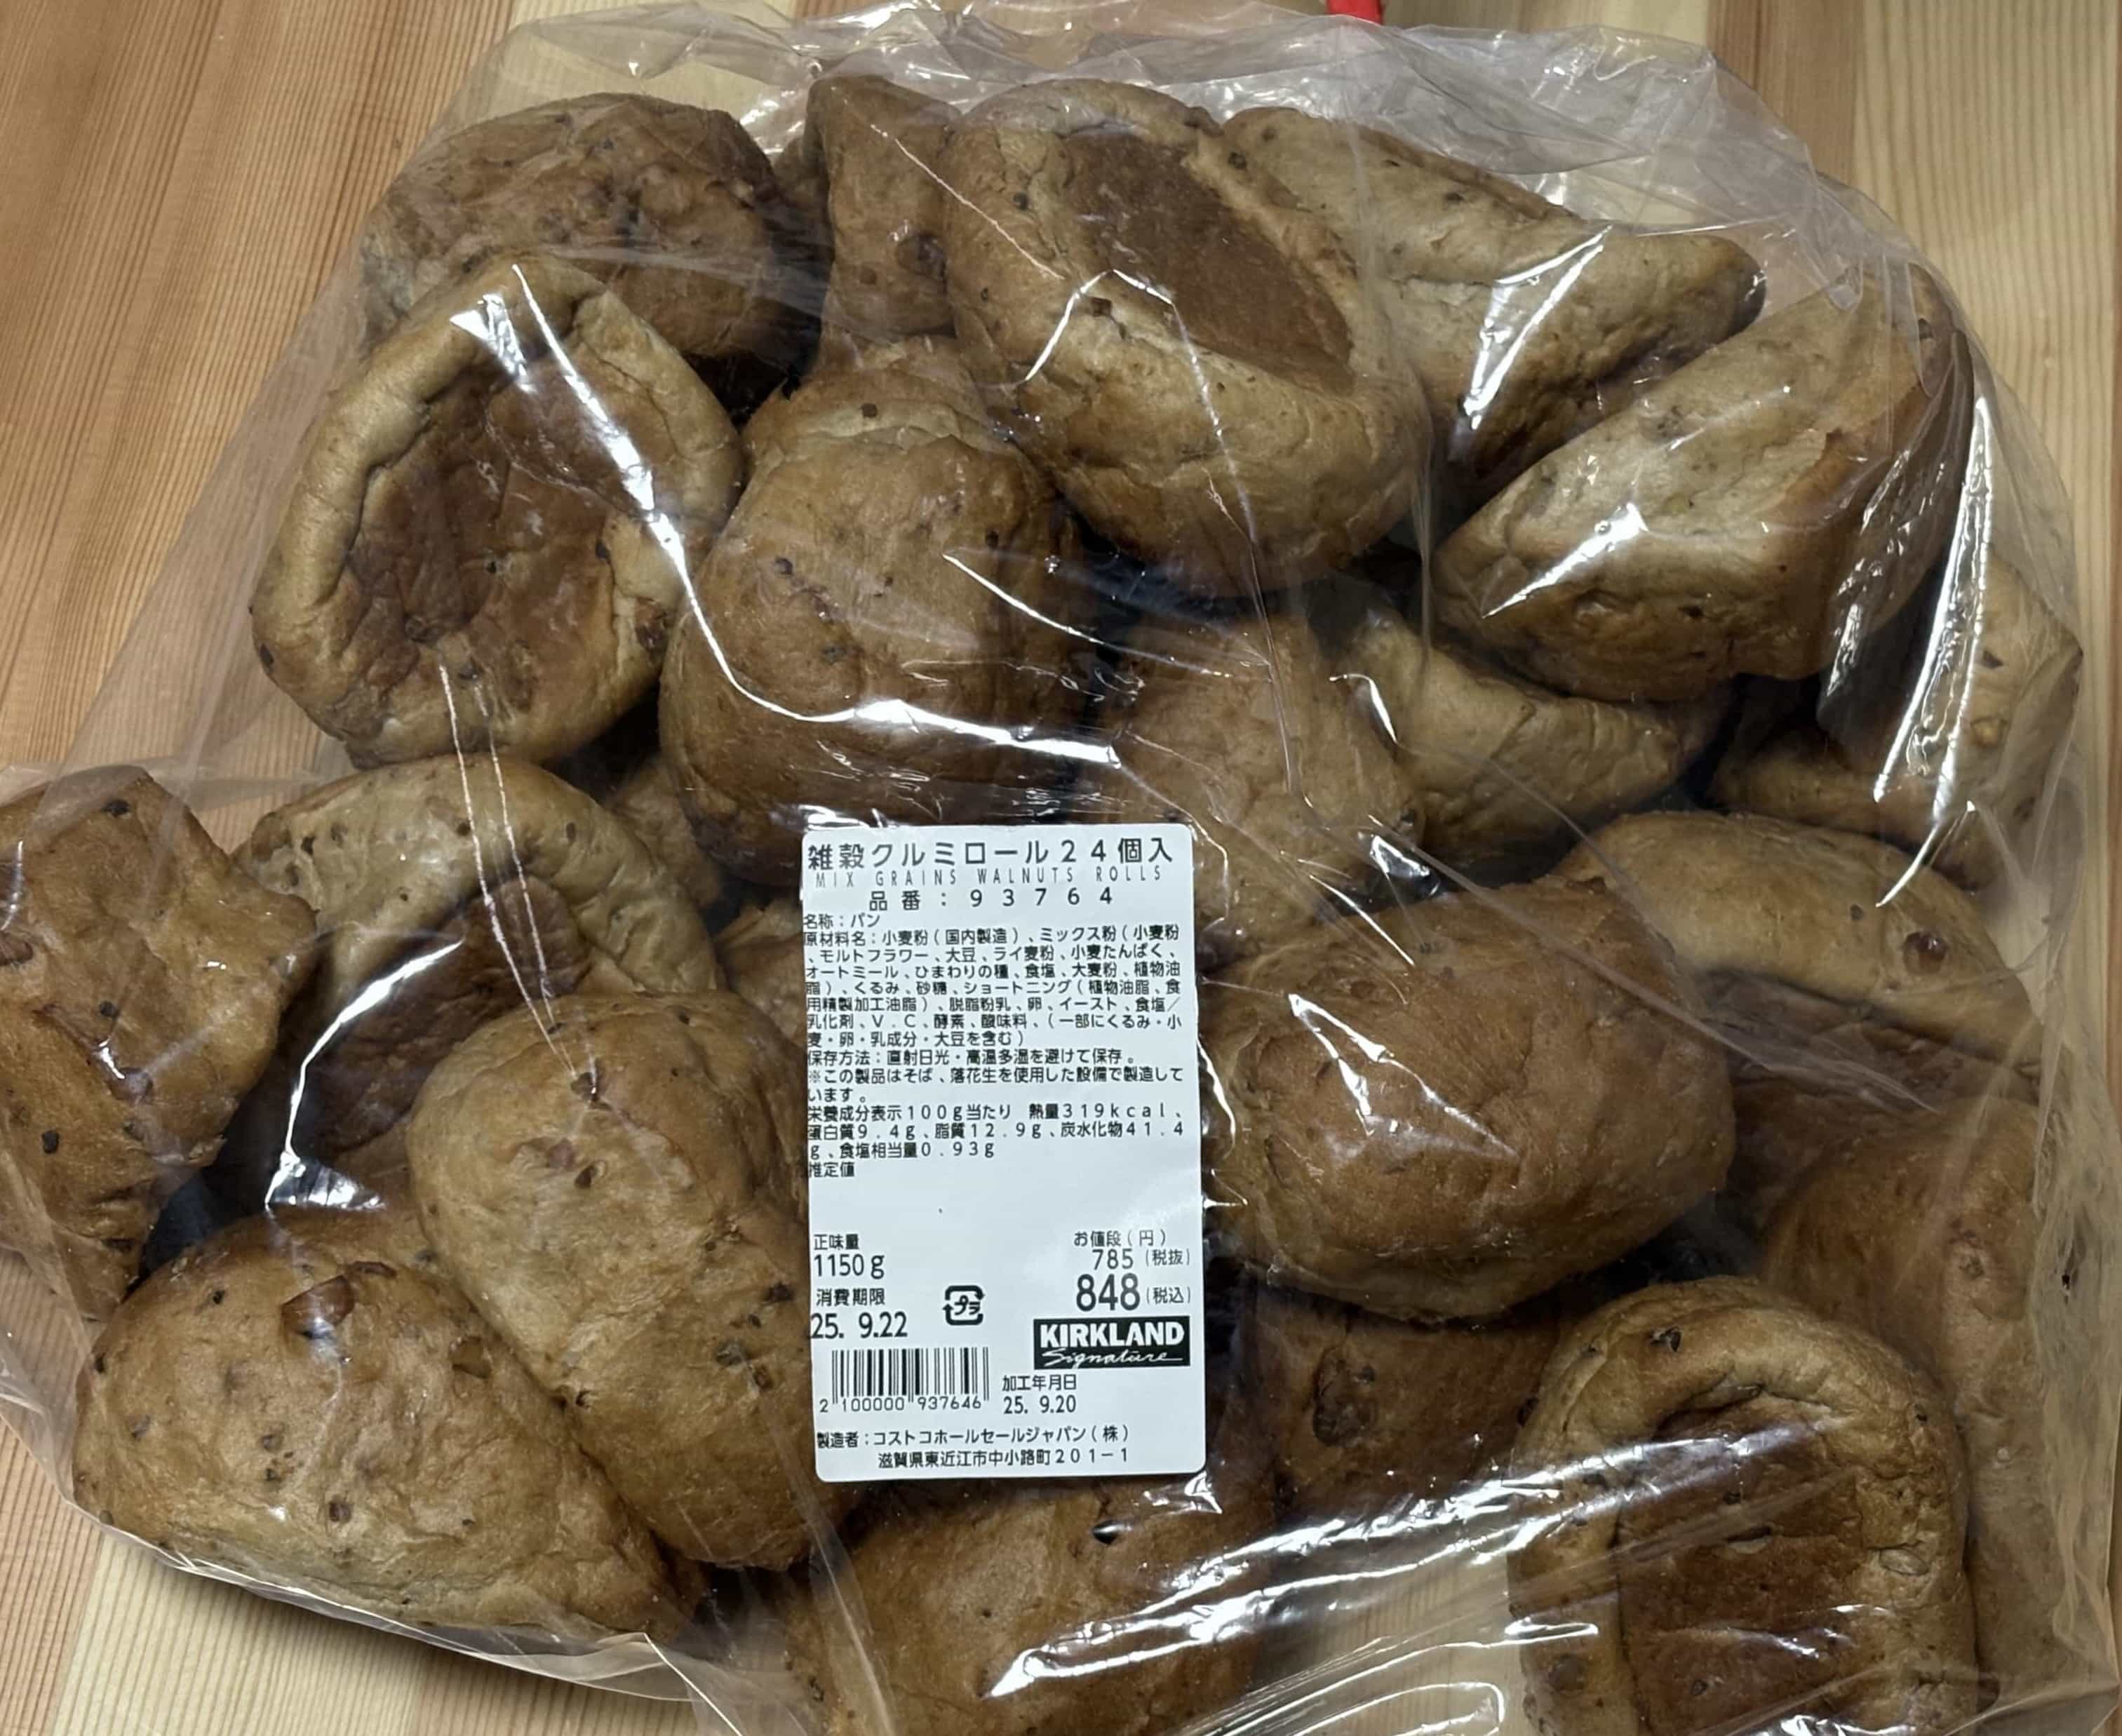 雑穀クルミロール24個入
MIX GRAINS WALNUTS ROLLS
品番：93764
名称：パン
原材料名：小麦粉（国内製造）、ミックス粉（小麦粉
、モルトフラワー、大豆、ライ麦粉、小麦たんぱく、
オートミール、ひまわりの種、食塩、大麦粉、植物油
脂）、くるみ、砂糖、ショートニング（植物油脂、食
用精製加工油脂）、脱脂粉乳、卵、イースト、食塩／
乳化剤、V．C、酵素、酸味料、（一部にくるみ・小
麦・卵・乳成分・大豆を含む）
保存方法：直射日光・高温多湿を避けて保存。
※この製品はそば、落花生を使用した設備で製造して
います。
栄養成分表示100g当たり 熱量319kcal、
蛋白質9．4g、脂質12．9g、炭水化物41．4
g、食塩相当量0．93g
推定値
正味量
1150g
お値段（円）
785（税抜）
848（税込）
消費期限
25. 9.22
プラ
KIRKLAND
Signature
2 100000 937646
加工年月日
25. 9.20
製造者：コストコホールセールジャパン（株）
滋賀県東近江市中小路町201－1